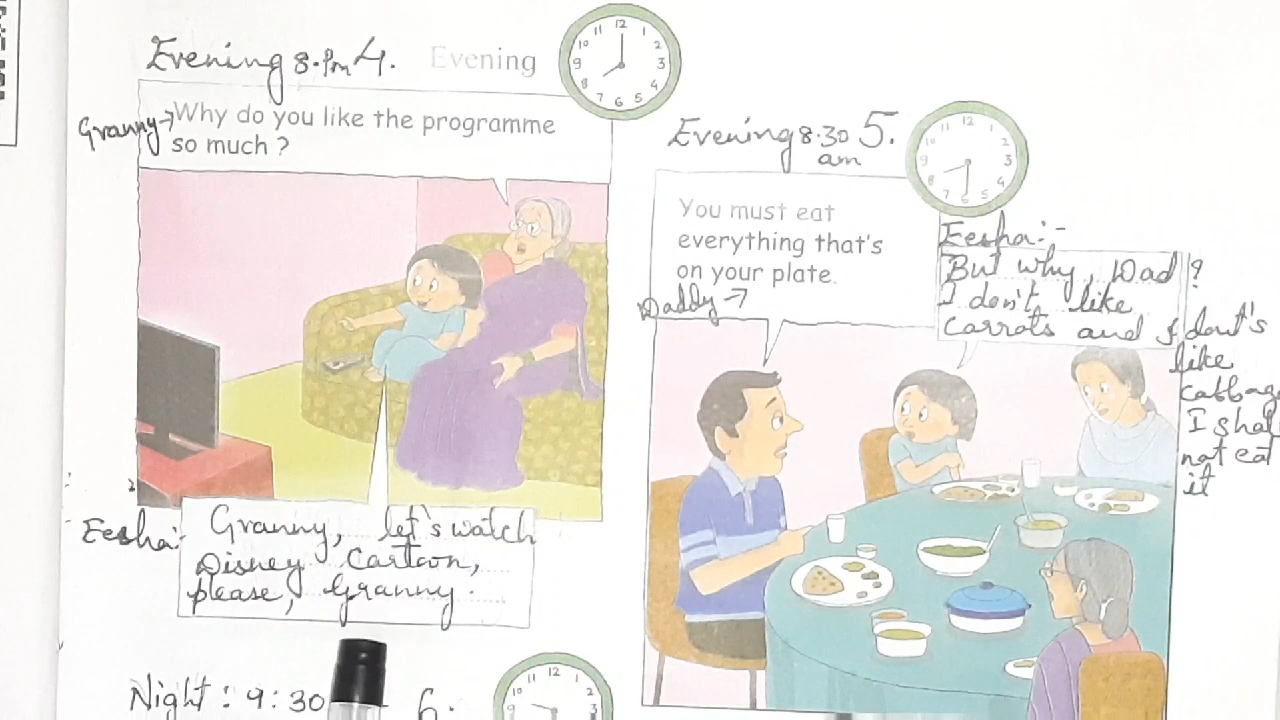 Evening 8.Pm 4. Evening
Granny→ Why do you like the programme
so much ?
Eesha:
Granny, let's watch
Disney Cartoon,
please, Granny.
Evening 8.30 5.
am
You must eat
everything that's
on your plate.
Daddy →
Eesha:-
But why, Dad ?
I don't like
carrots and I dont's
like
cabbage
I shall
not eat
it
Night: 9:30 6.